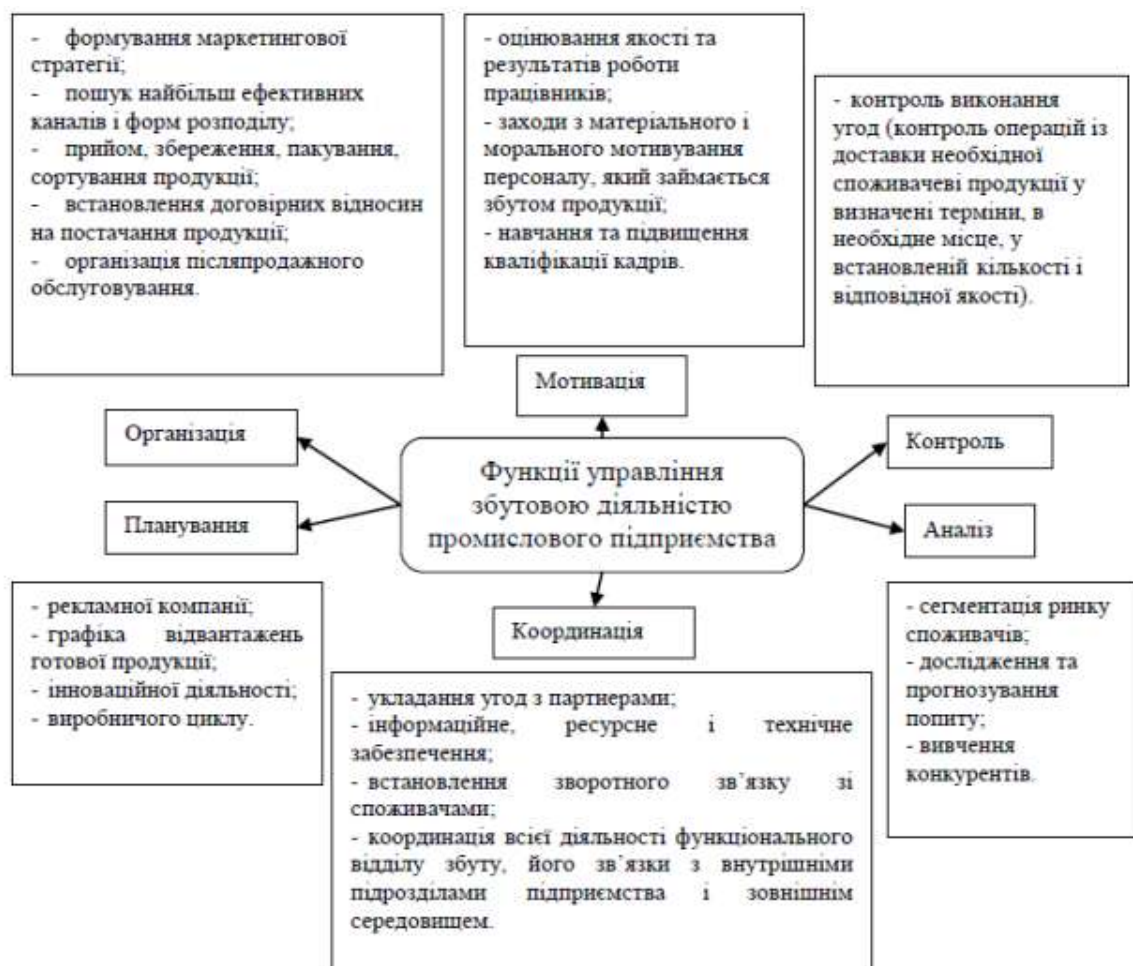 - формування маркетингової
стратегії;
- пошук найбільш ефективних
каналів і форм розподілу;
- прийом, збереження, пакування,
сортування продукції;
- встановлення договірних відносин
на постачання продукції;
- організація післяпродажного
обслуговування.
- оцінювання якості та
результатів роботи
працівників;
- заходи з матеріального і
морального мотивування
персоналу, який займається
збутом продукції;
- навчання та підвищення
кваліфікації кадрів.
- контроль виконання
угод (контроль операцій із
доставки необхідної
споживачеві продукції у
визначені терміни, в
необхідне місце, у
встановленій кількості і
відповідної якості).
Мотивація
Організація
Контроль
Функції управління
збутовою діяльністю
промислового підприємства
Планування
Аналіз
Координація
- рекламної компанії;
- графіка відвантажень
готової продукції;
- інноваційної діяльності;
- виробничого циклу.
- укладання угод з партнерами;
- інформаційне, ресурсне і технічне
забезпечення;
- встановлення зворотного зв’язку зі
споживачами;
- координація всієї діяльності функціонального
відділу збуту, його зв’язки з внутрішніми
підрозділами підприємства і зовнішнім
середовищем.
- сегментація ринку
споживачів;
- дослідження та
прогнозування
попиту;
- вивчення
конкурентів.